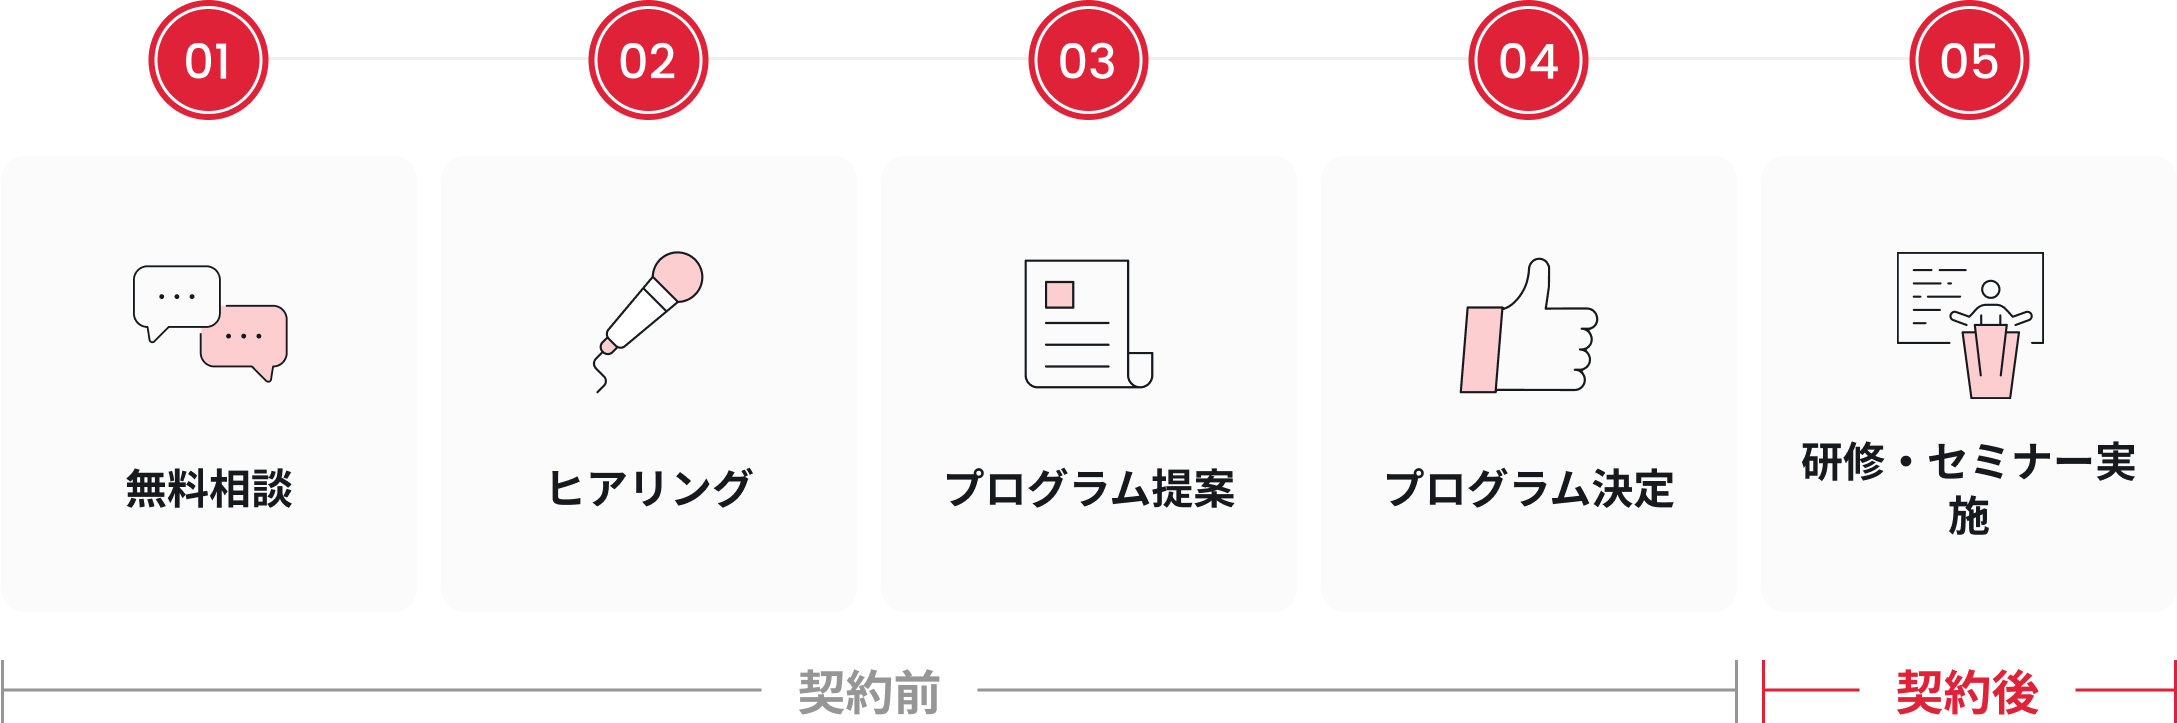 01
02
03
04
05
無料相談
ヒアリング
プログラム提案
プログラム決定
研修・セミナー実
施
契約前
契約後